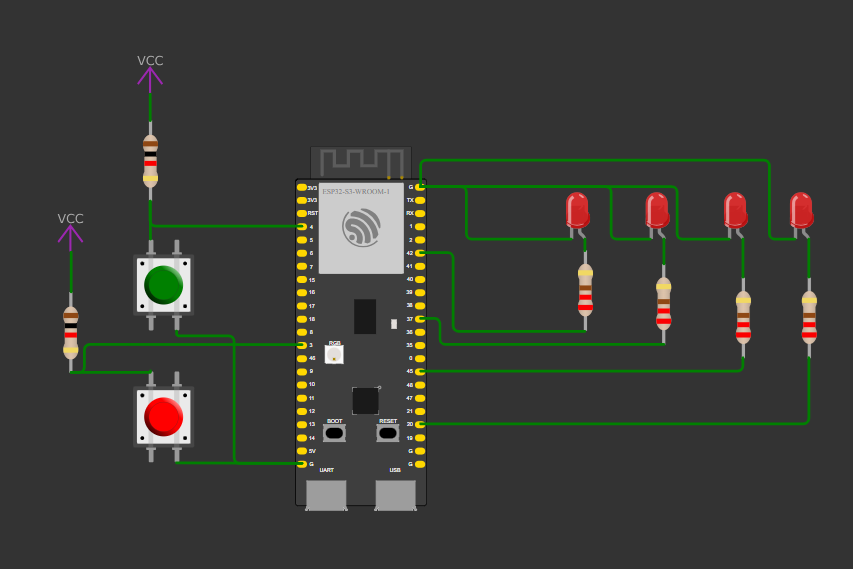 VCC
VCC
ESP32-S3-WROOM-1
3V3
3V3
RST
4
5
6
7
15
16
17
18
8
3
46
9
10
11
12
13
14
5V
G
G
TX
RX
1
2
42
41
40
39
38
37
36
35
0
45
48
47
21
20
19
G
G
RGB
BOOT
RESET
UART
USB